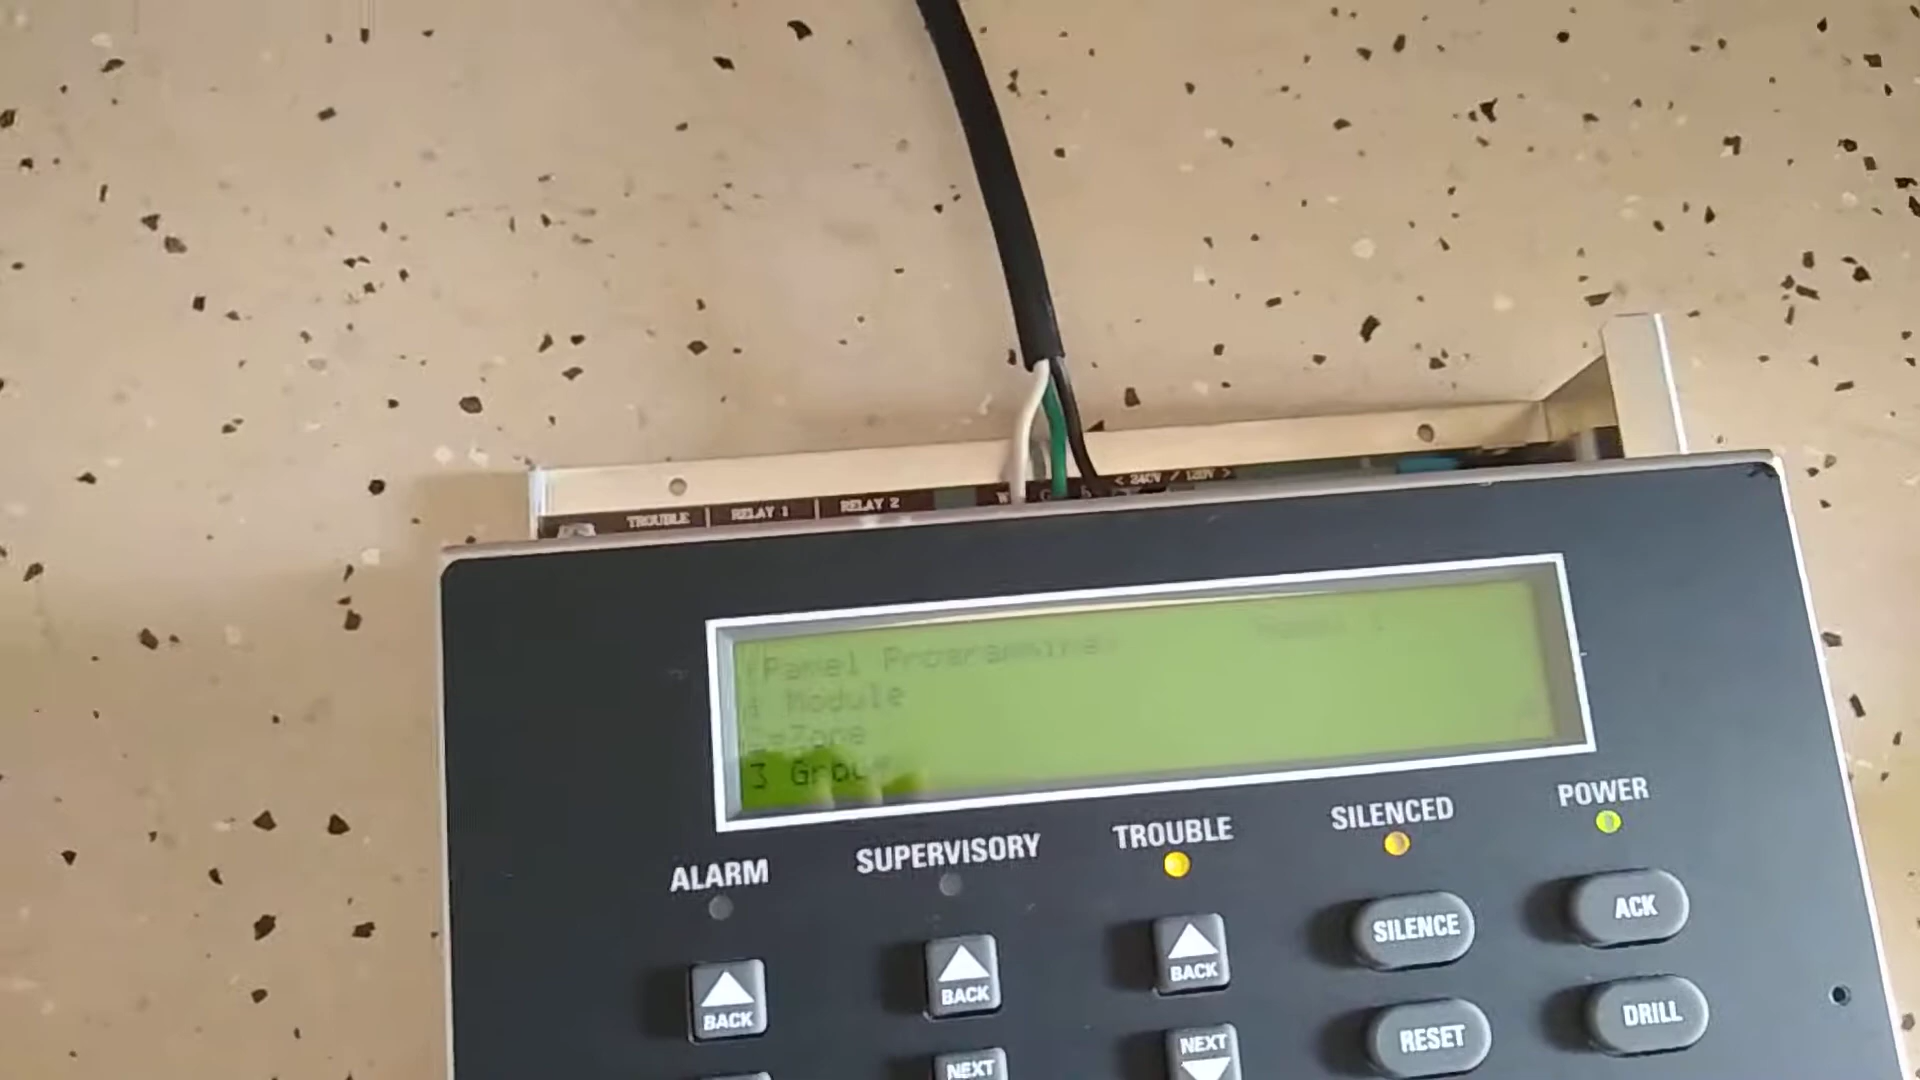 TROUBLE | RELAY 1 | RELAY 2
< 240V / 120V >
Panel Programming
Module
Zone
3 Group
ALARM
SUPERVISORY
TROUBLE
SILENCED
POWER
BACK
BACK
BACK
SILENCE
ACK
NEXT
NEXT
RESET
DRILL